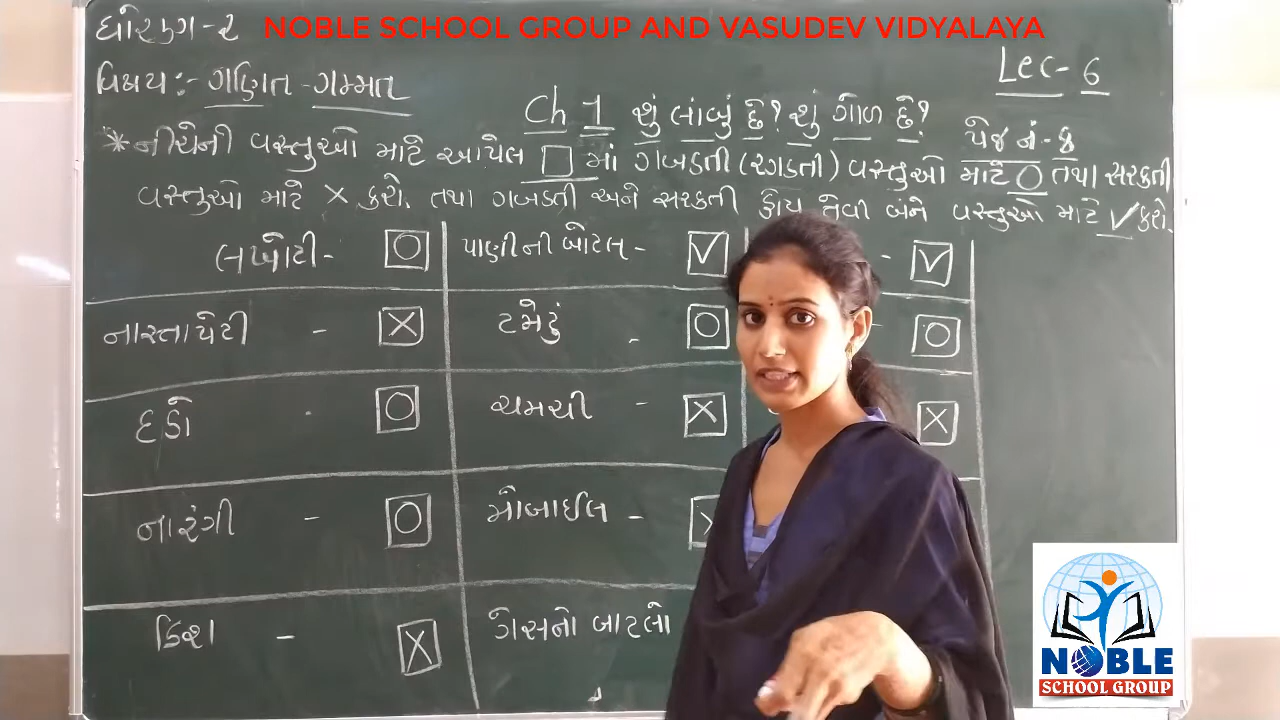 NOBLE SCHOOL GROUP AND VASUDEV VIDYALAYA
ધોરણ-૨
વિષય:- ગણિત - ગમ્મત
Lec- 6
Ch 1 શું લાંબું છે? શું ગોળ છે?
પેજ નં-૬
*નીચેની વસ્તુઓ માટે આપેલ □ માં ગબડતી (રગડતી) વસ્તુઓ માટે ○ તથા સરકતી
વસ્તુઓ માટે × કરો. તથા ગબડતી અને સરકતી હોય તેવી બંને વસ્તુઓ માટે ✓ કરો.
લખોટી- ○ પાણીની બોટલ- ✓ - ✓
નાસ્તાપેટી - × ટમેટું - ○ - ○
દડો - ○ ચમચી - × ×
નારંગી - ○ મોબાઈલ -
ડિશ - × ગેસનો બાટલો
NOBLE
SCHOOL GROUP